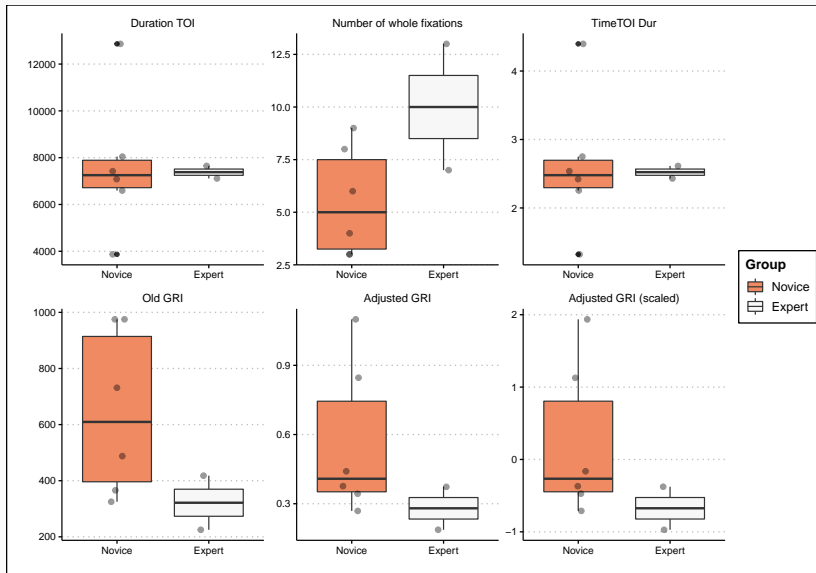 Duration TOI
12000
10000
8000
6000
4000
Novice
Expert
Number of whole fixations
12.5
10.0
7.5
5.0
2.5
Novice
Expert
TimeTOI Dur
4
3
2
Novice
Expert
Group
Novice
Expert
Old GRI
1000
800
600
400
200
Novice
Expert
Adjusted GRI
0.9
0.6
0.3
Novice
Expert
Adjusted GRI (scaled)
2
1
0
−1
Novice
Expert